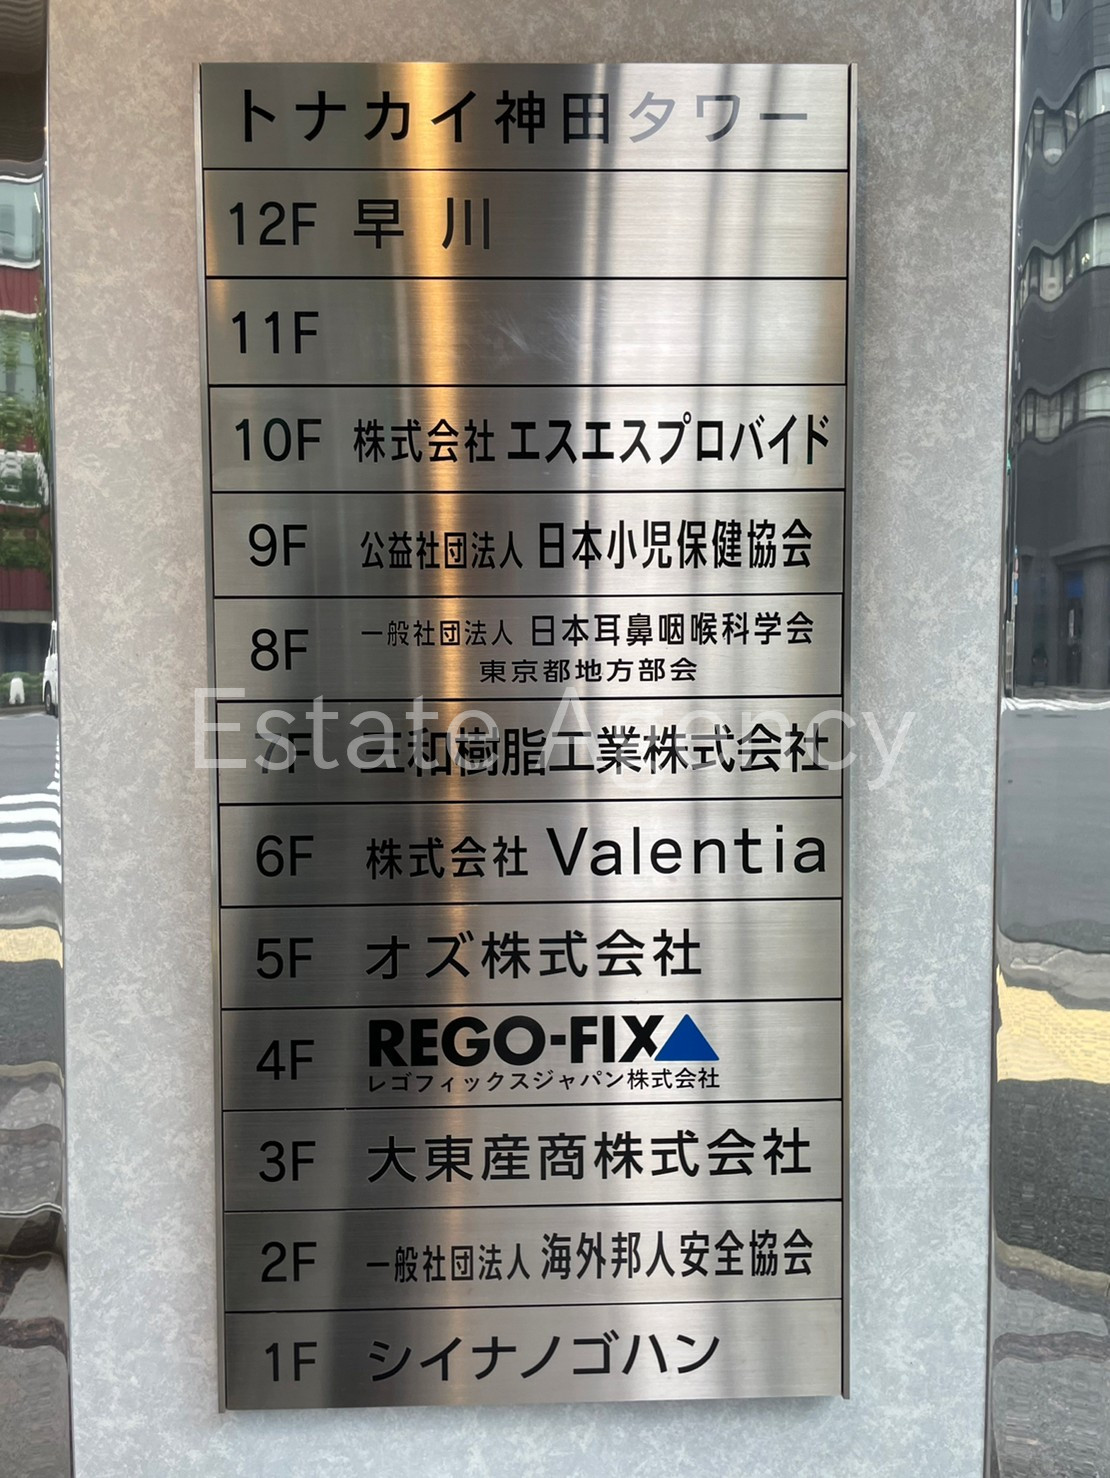 トナカイ神田タワー
12F 早川
11F
10F 株式会社 エスエスプロバイド
9F 公益社団法人 日本小児保健協会
8F 一般社団法人 日本耳鼻咽喉科学会
東京都地方部会
Estate Agency
7F 三和樹脂工業株式会社
6F 株式会社 Valentia
5F オズ株式会社
4F REGO-FIX
レゴフィックスジャパン株式会社
3F 大東産商株式会社
2F 一般社団法人 海外邦人安全協会
1F シイナノゴハン